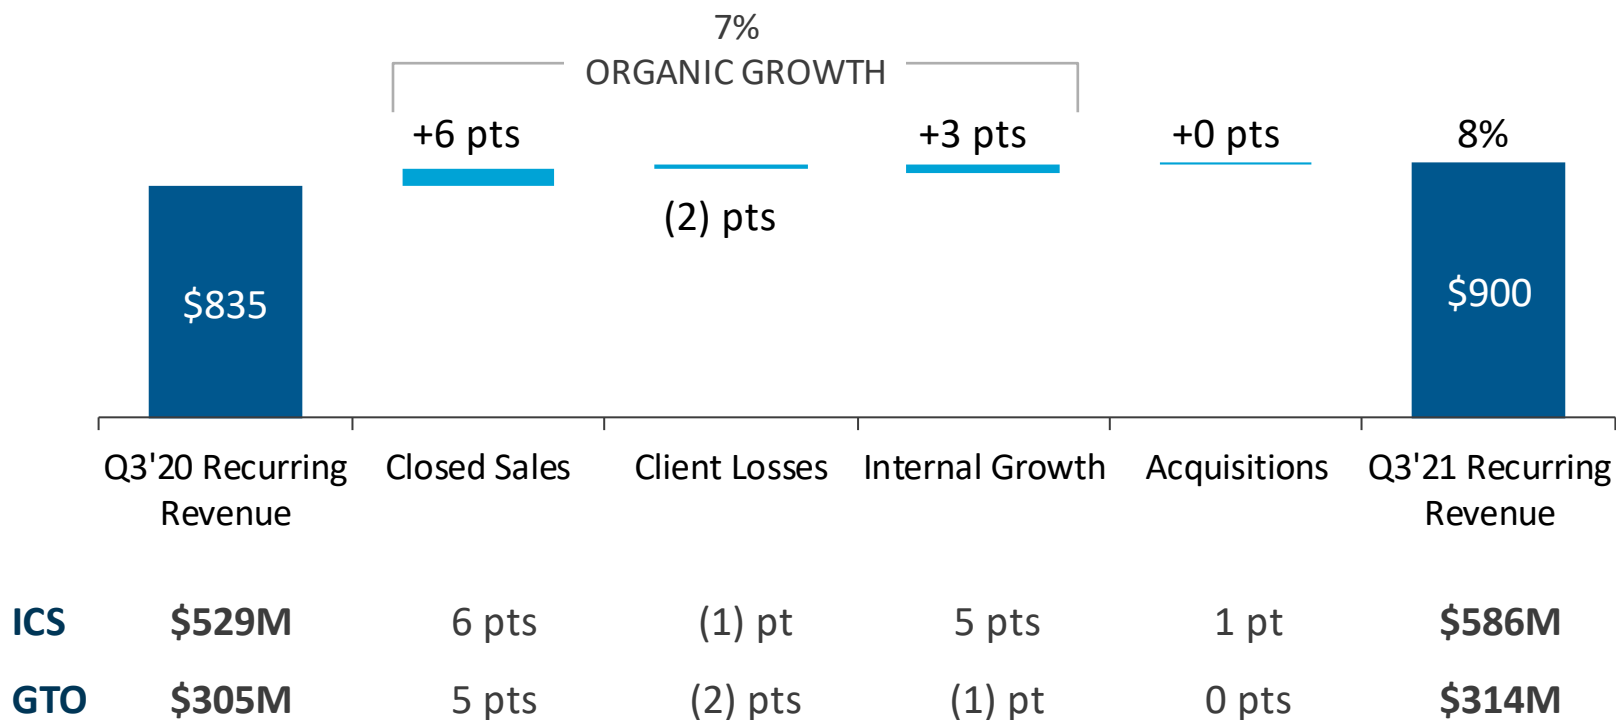 7%
ORGANIC GROWTH
+6 pts
(2) pts
+3 pts
+0 pts
8%
$835
$900
Q3'20 Recurring Revenue
Closed Sales
Client Losses
Internal Growth
Acquisitions
Q3'21 Recurring Revenue
ICS $529M 6 pts (1) pt 5 pts 1 pt $586M
GTO $305M 5 pts (2) pts (1) pt 0 pts $314M